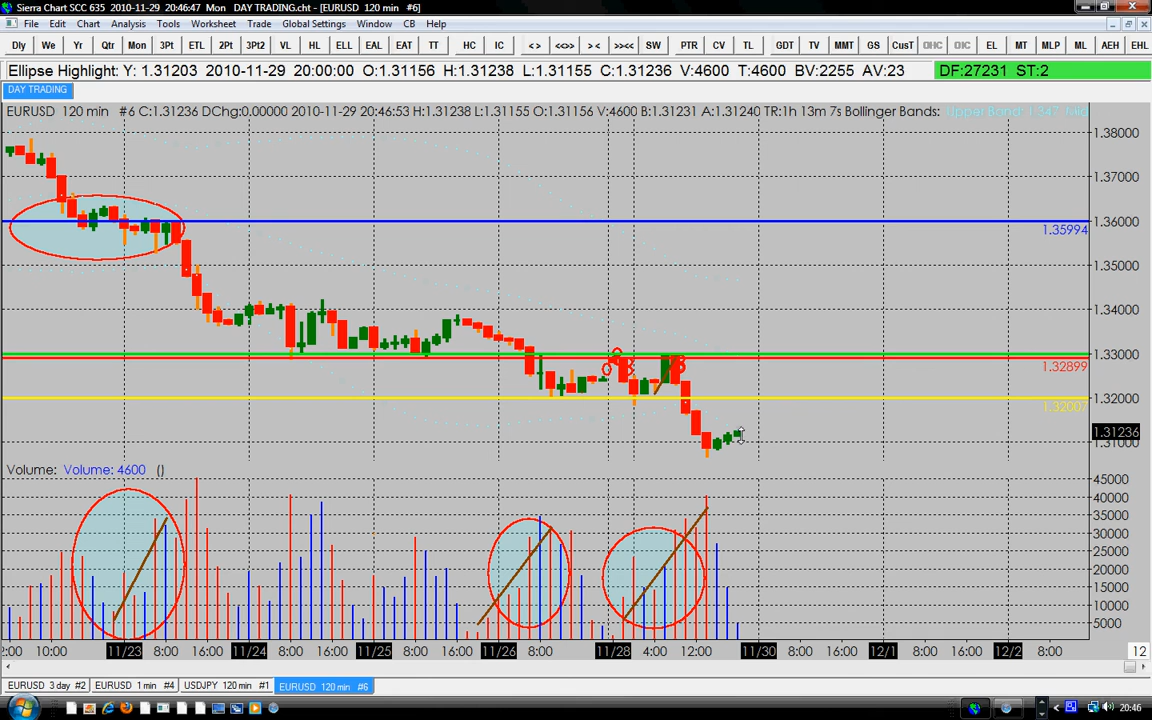 Sierra Chart SCC 635 2010-11-29 20:46:47 Mon DAY TRADING.cht - [EURUSD 120 min #6]
File Edit Chart Analysis Tools Worksheet Trade Global Settings Window CB Help
Dly We Yr Qtr Mon 3Pt ETL 2Pt 3Pt2 VL HL ELL EAL EAT TT HC IC <> <<>> >< >><< SW PTR CV TL GDT TV MMT GS CusT OHC OIC EL MT MLP ML AEH EHL
Ellipse Highlight: Y: 1.31203 2010-11-29 20:00:00 O:1.31156 H:1.31238 L:1.31155 C:1.31236 V:4600 T:4600 BV:2255 AV:23 DF:27231 ST:2
DAY TRADING
EURUSD 120 min #6 C:1.31236 DChg:0.00000 2010-11-29 20:46:53 H:1.31238 L:1.31155 O:1.31156 V:4600 B:1.31231 A:1.31240 TR:1h 13m 7s Bollinger Bands: Upper Band: 1.347 Mid
1.38000
1.37000
1.36000
1.35994
1.35000
1.34000
1.33000
1.32899
1.32000
1.32007
1.31236
1.31000
Volume: Volume: 4600 ()
45000
40000
35000
30000
25000
20000
15000
10000
5000
2:00 10:00 11/23 8:00 16:00 11/24 8:00 16:00 11/25 8:00 16:00 11/26 8:00 11/28 4:00 12:00 11/30 8:00 16:00 12/1 8:00 16:00 12/2 8:00 12
EURUSD 3 day #2 EURUSD 1 min #4 USDJPY 120 min #1 EURUSD 120 min #6
20:46